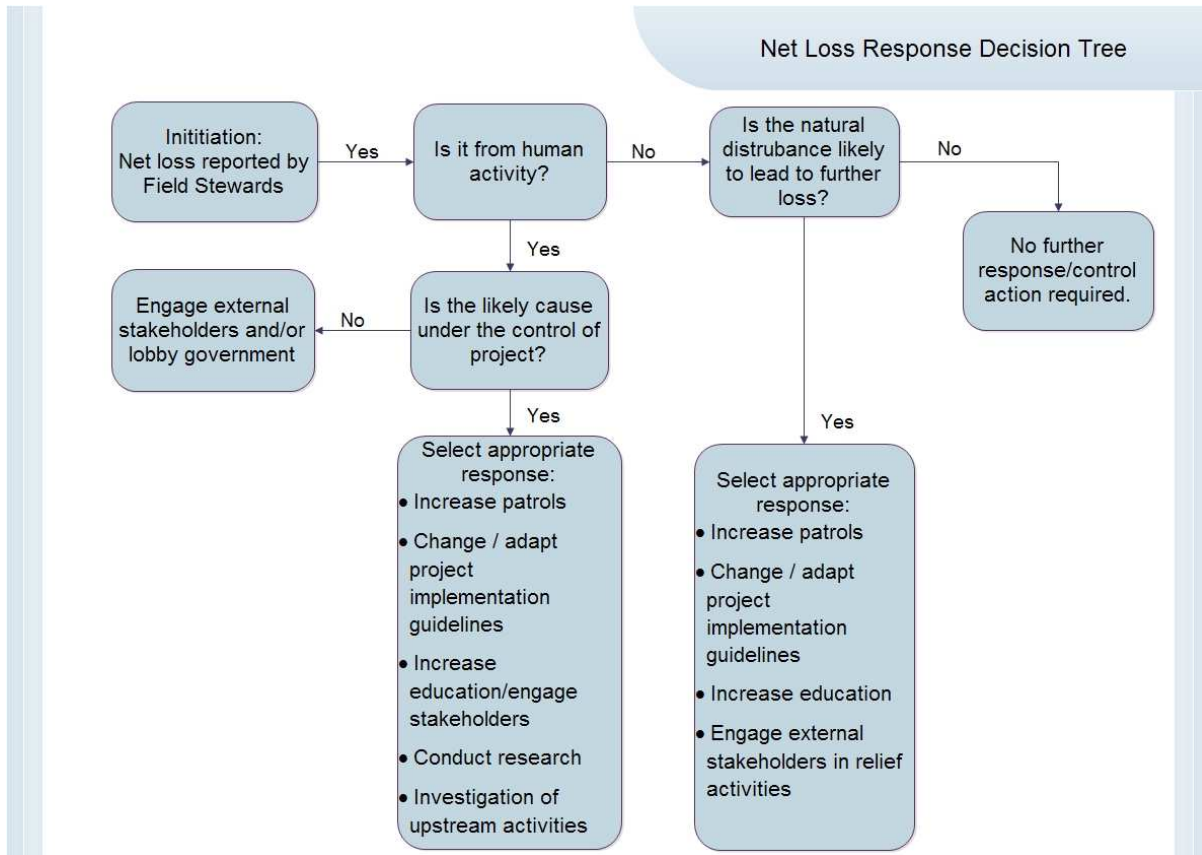 Net Loss Response Decision Tree
Inititiation:
Net loss reported by
Field Stewards
Yes
Is it from human
activity?
No
Is the natural
distrubance likely
to lead to further
loss?
No
No further
response/control
action required.
Yes
Engage external
stakeholders and/or
lobby government
No
Is the likely cause
under the control of
project?
Yes
Yes
Select appropriate
response:
• Increase patrols
• Change / adapt
project
implementation
guidelines
• Increase
education/engage
stakeholders
• Conduct research
• Investigation of
upstream activities
Select appropriate
response:
• Increase patrols
• Change / adapt
project
implementation
guidelines
• Increase education
• Engage external
stakeholders in relief
activities